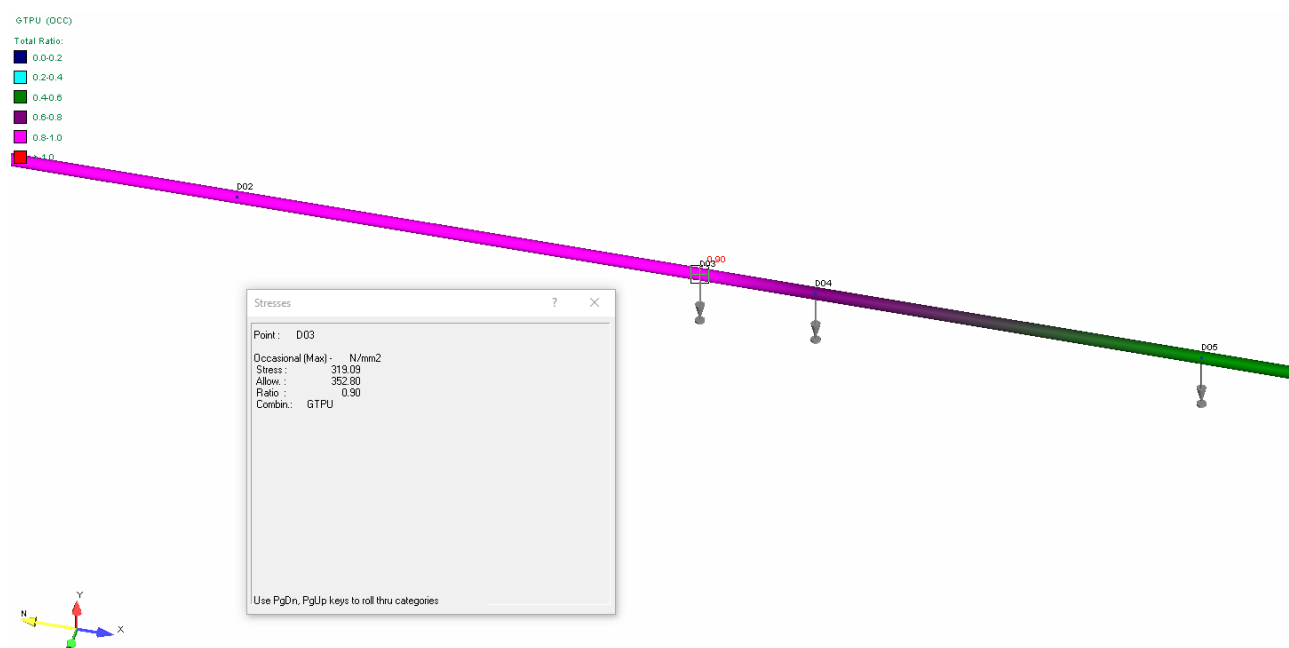 GTPU (OCC)
Total Ratio:
0.0-0.2
0.2-0.4
0.4-0.6
0.6-0.8
0.8-1.0
> 1.0
D02
0.90
D03
D04
D05
Stresses ? ×
Point : D03
Occasional (Max) - N/mm2
Stress : 319.09
Allow. : 352.80
Ratio : 0.90
Combin.: GTPU
Use PgDn, PgUp keys to roll thru categories
Y
N
X